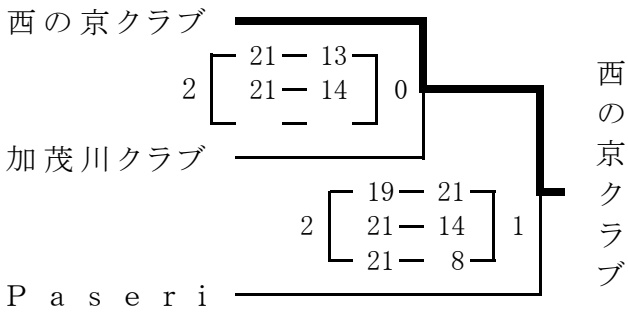 西の京クラブ
21 ― 13
2 21 ― 14 0
―
加茂川クラブ
19 ― 21
2 21 ― 14 1
21 ― 8
Ｐａｓｅｒｉ
西の京クラブ